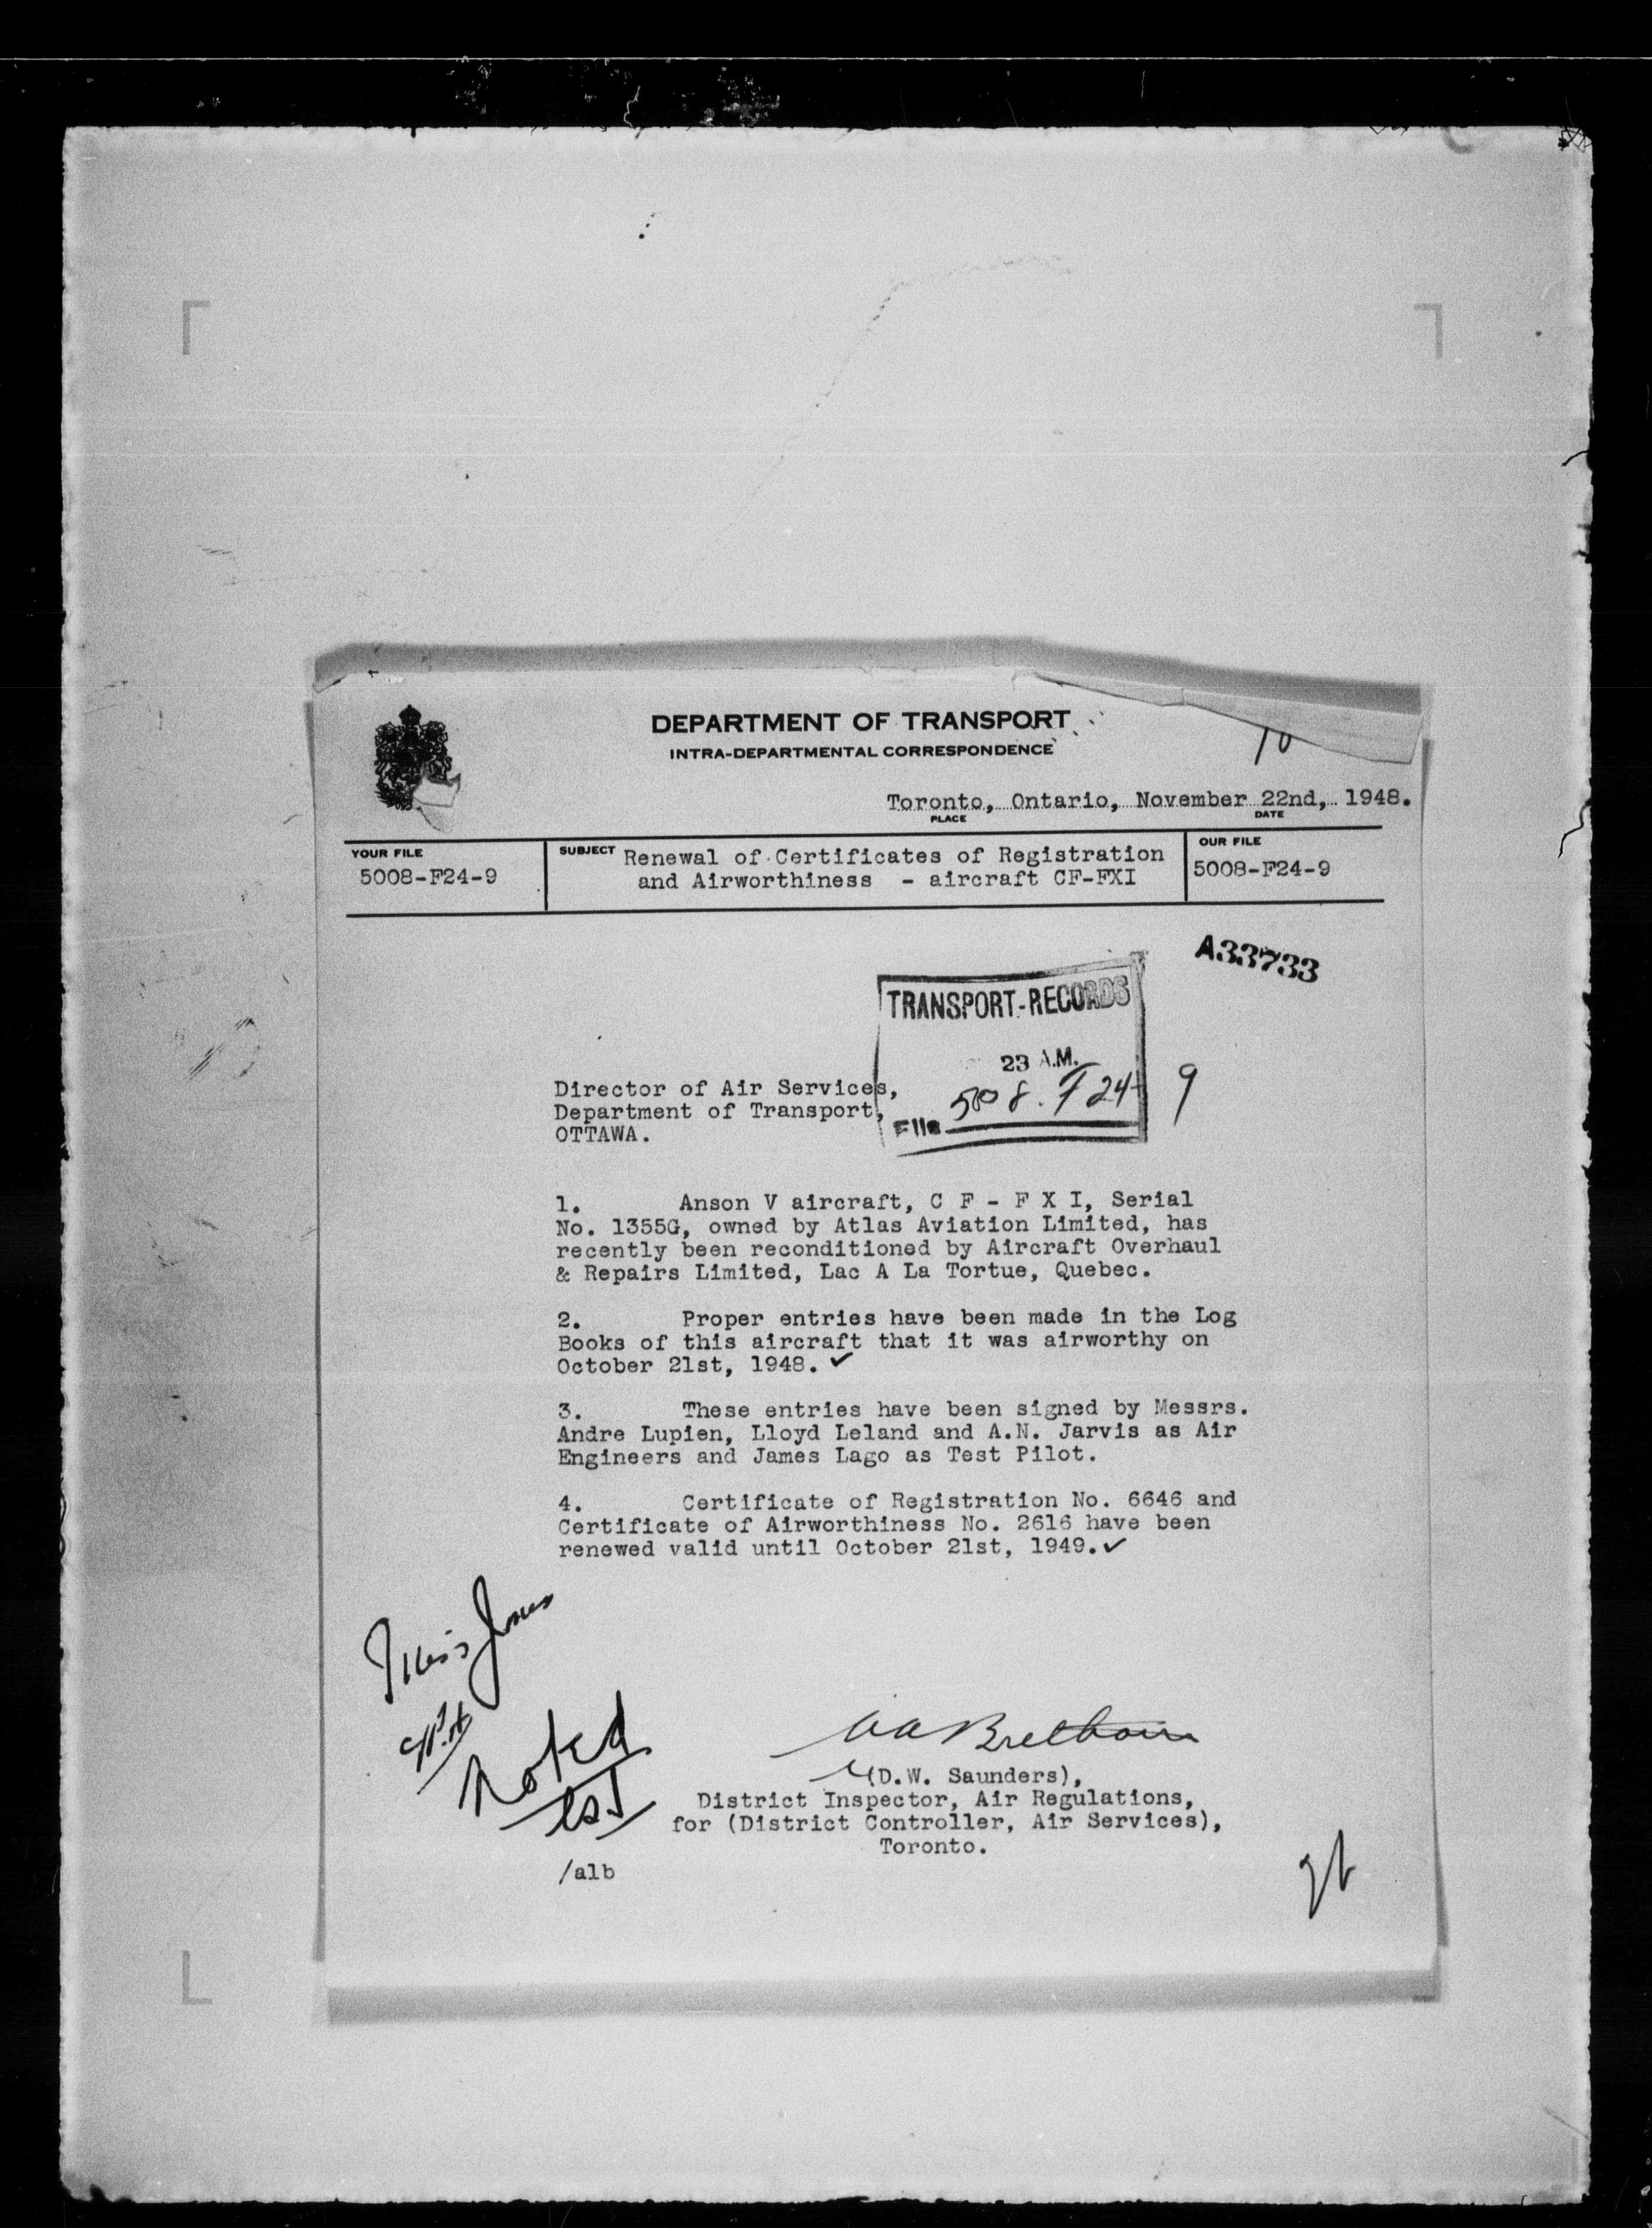 DEPARTMENT OF TRANSPORT
INTRA-DEPARTMENTAL CORRESPONDENCE
10
Toronto, Ontario, November 22nd, 1948.
PLACE
DATE
YOUR FILE
5008-F24-9
SUBJECT Renewal of Certificates of Registration
and Airworthiness - aircraft CF-FXI
OUR FILE
5008-F24-9
A33733
TRANSPORT-RECORDS
23 A.M.
File 5008.F24 9
Director of Air Services,
Department of Transport,
OTTAWA.
1. Anson V aircraft, C F - F X I, Serial
No. 1355G, owned by Atlas Aviation Limited, has
recently been reconditioned by Aircraft Overhaul
& Repairs Limited, Lac A La Tortue, Quebec.
2. Proper entries have been made in the Log
Books of this aircraft that it was airworthy on
October 21st, 1948. ✓
3. These entries have been signed by Messrs.
Andre Lupien, Lloyd Leland and A.N. Jarvis as Air
Engineers and James Lago as Test Pilot.
4. Certificate of Registration No. 6646 and
Certificate of Airworthiness No. 2616 have been
renewed valid until October 21st, 1949. ✓
Miss Jones
Noted
(D.W. Saunders),
District Inspector, Air Regulations,
for (District Controller, Air Services),
Toronto.
/alb